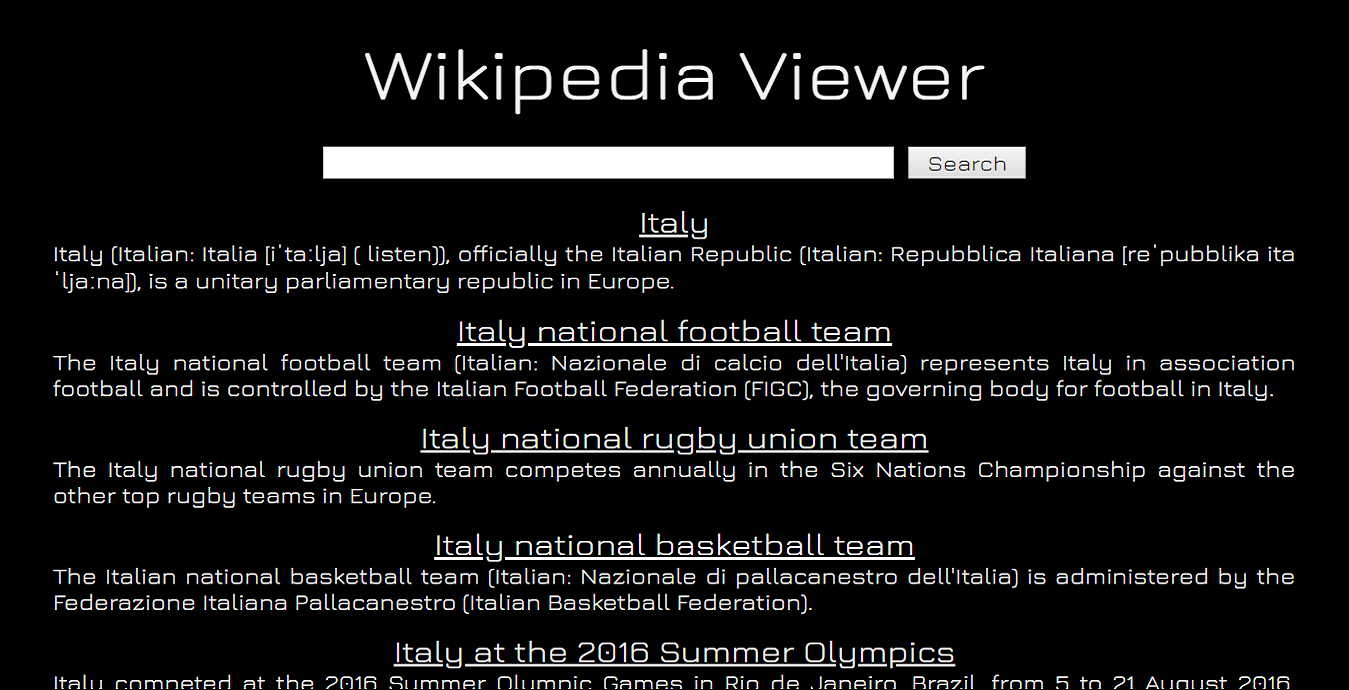 Wikipedia Viewer
Search
Italy
Italy (Italian: Italia [iˈtaːlja] ( listen)), officially the Italian Republic (Italian: Repubblica Italiana [reˈpubblika ita
ˈljaːna]), is a unitary parliamentary republic in Europe.
Italy national football team
The Italy national football team (Italian: Nazionale di calcio dell'Italia) represents Italy in association
football and is controlled by the Italian Football Federation (FIGC), the governing body for football in Italy.
Italy national rugby union team
The Italy national rugby union team competes annually in the Six Nations Championship against the
other top rugby teams in Europe.
Italy national basketball team
The Italian national basketball team (Italian: Nazionale di pallacanestro dell'Italia) is administered by the
Federazione Italiana Pallacanestro (Italian Basketball Federation).
Italy at the 2016 Summer Olympics
Italy competed at the 2016 Summer Olympic Games in Rio de Janeiro, Brazil, from 5 to 21 August 2016.